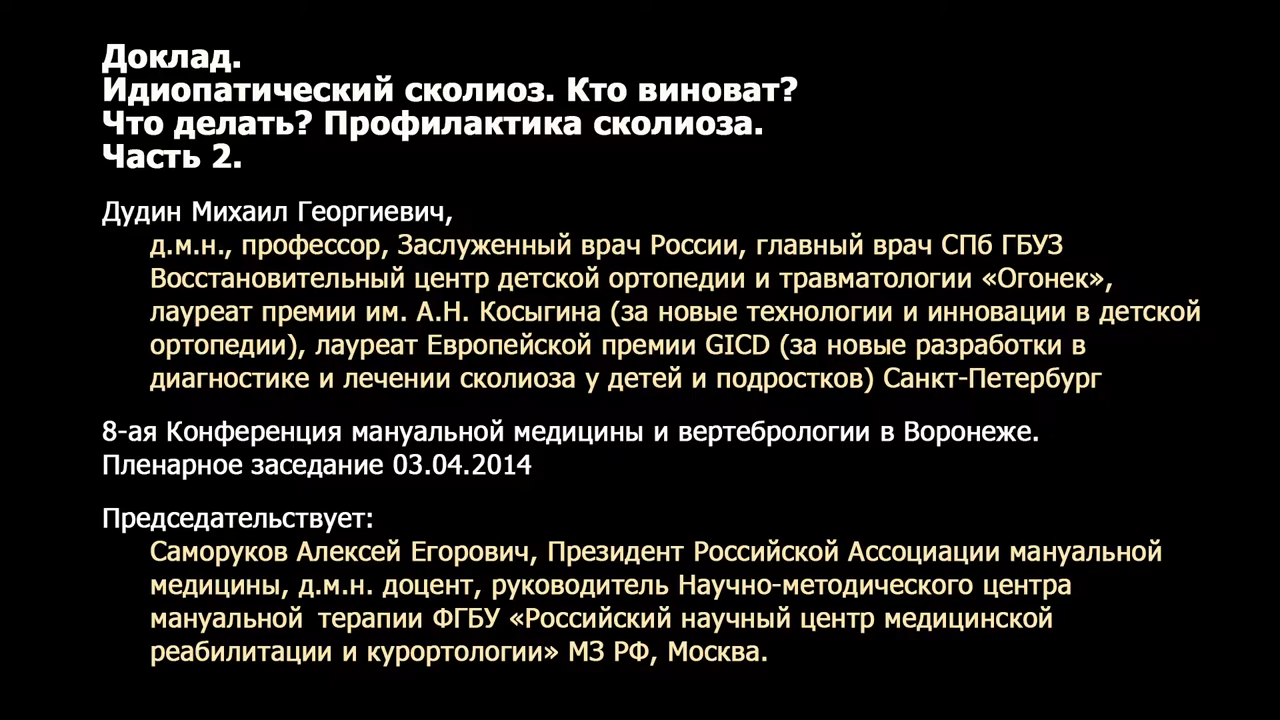 Доклад.
Идиопатический сколиоз. Кто виноват?
Что делать? Профилактика сколиоза.
Часть 2.
Дудин Михаил Георгиевич,
д.м.н., профессор, Заслуженный врач России, главный врач СПб ГБУЗ
Восстановительный центр детской ортопедии и травматологии «Огонек»,
лауреат премии им. А.Н. Косыгина (за новые технологии и инновации в детской
ортопедии), лауреат Европейской премии GICD (за новые разработки в
диагностике и лечении сколиоза у детей и подростков) Санкт-Петербург
8-ая Конференция мануальной медицины и вертебрологии в Воронеже.
Пленарное заседание 03.04.2014
Председательствует:
Саморуков Алексей Егорович, Президент Российской Ассоциации мануальной
медицины, д.м.н. доцент, руководитель Научно-методического центра
мануальной терапии ФГБУ «Российский научный центр медицинской
реабилитации и курортологии» МЗ РФ, Москва.